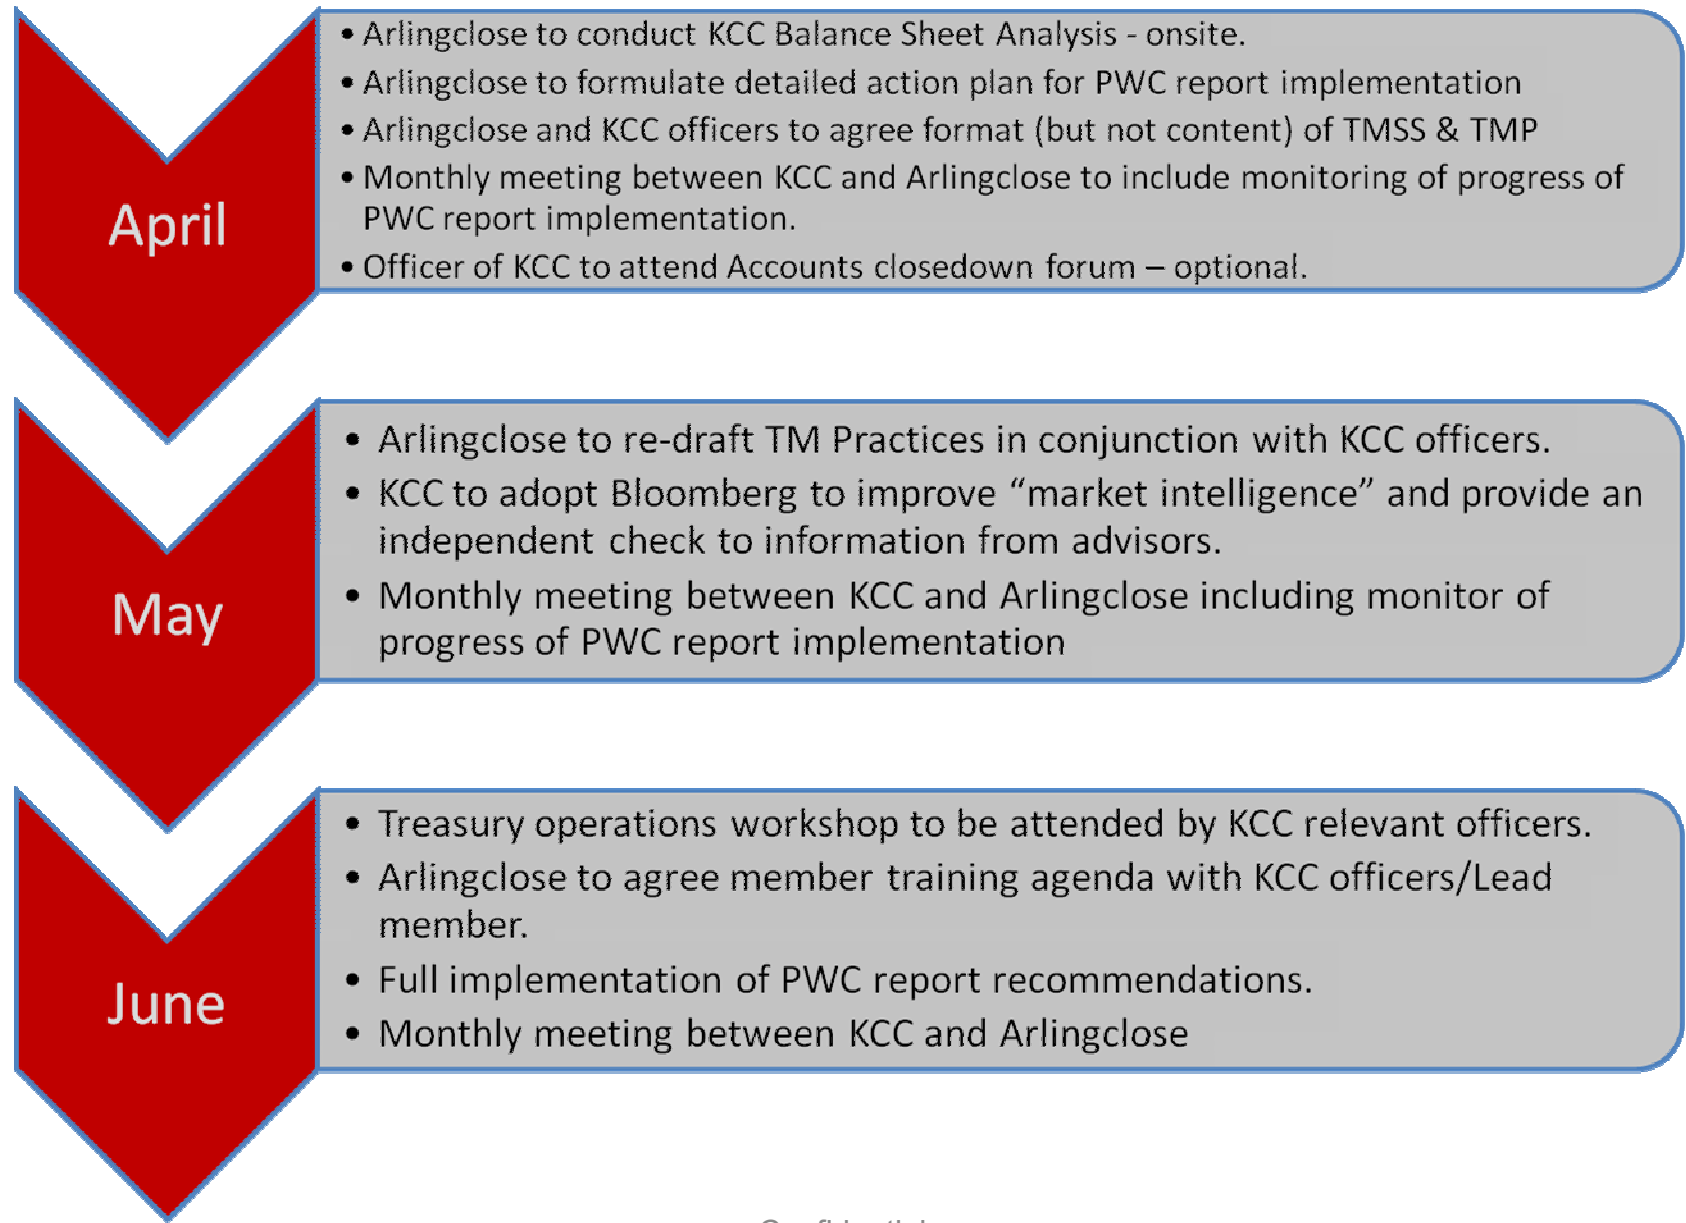 • Arlingclose to conduct KCC Balance Sheet Analysis - onsite.
• Arlingclose to formulate detailed action plan for PWC report implementation
• Arlingclose and KCC officers to agree format (but not content) of TMSS & TMP
• Monthly meeting between KCC and Arlingclose to include monitoring of progress of
PWC report implementation.
• Officer of KCC to attend Accounts closedown forum – optional.
April
• Arlingclose to re-draft TM Practices in conjunction with KCC officers.
• KCC to adopt Bloomberg to improve “market intelligence” and provide an
independent check to information from advisors.
• Monthly meeting between KCC and Arlingclose including monitor of
progress of PWC report implementation
May
• Treasury operations workshop to be attended by KCC relevant officers.
• Arlingclose to agree member training agenda with KCC officers/Lead
member.
• Full implementation of PWC report recommendations.
• Monthly meeting between KCC and Arlingclose
June